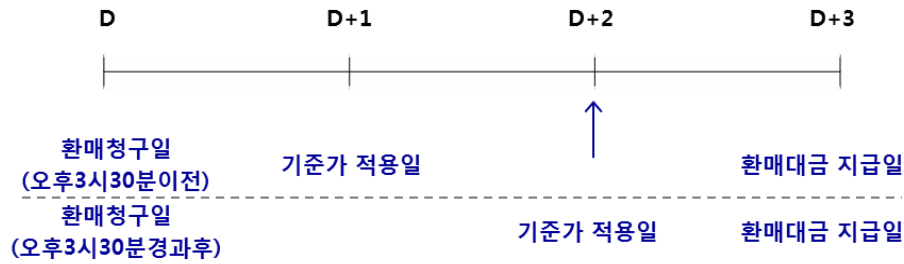 D D+1 D+2 D+3
환매청구일
(오후3시30분이전)
기준가 적용일
환매대금 지급일
환매청구일
(오후3시30분경과후)
기준가 적용일
환매대금 지급일